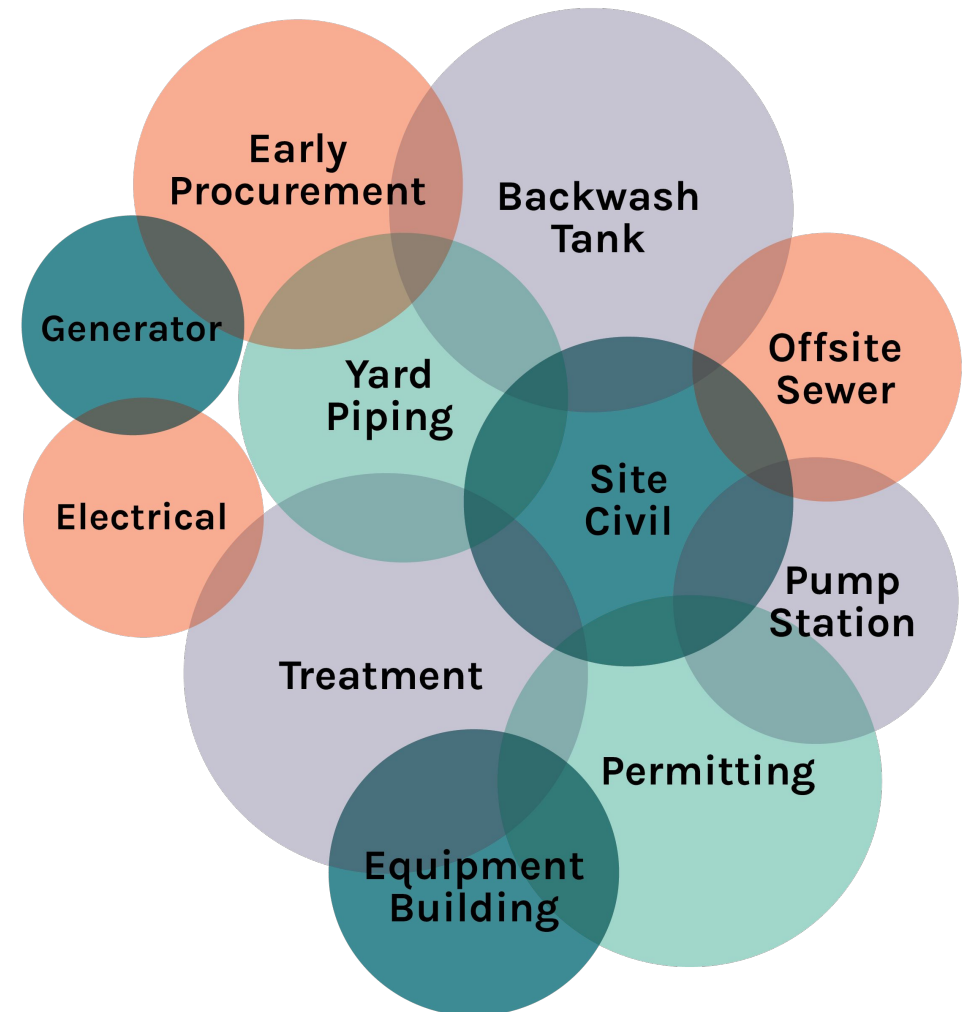 Early
Procurement
Backwash
Tank
Generator
Offsite
Sewer
Yard
Piping
Site
Civil
Electrical
Pump
Station
Treatment
Permitting
Equipment
Building